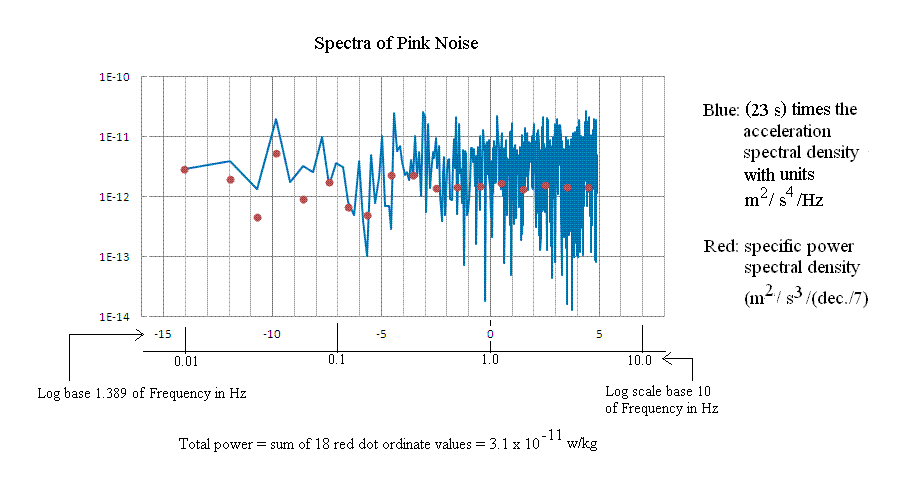 Spectra of Pink Noise
1E-10
1E-11
1E-12
1E-13
1E-14
-15 -10 -5 0 5
0.01 0.1 1.0 10.0
Log base 1.389 of Frequency in Hz
Log scale base 10
of Frequency in Hz
Blue: (23 s) times the
acceleration
spectral density
with units
m²/ s⁴ /Hz
Red: specific power
spectral density
(m²/ s³ /(dec./7)
Total power = sum of 18 red dot ordinate values = 3.1 x 10⁻¹¹ w/kg